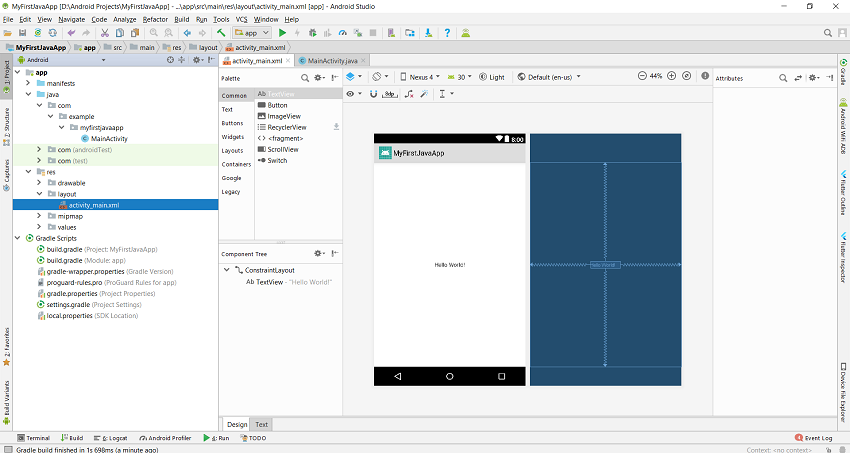 MyFirstJavaApp [D:\Android Projects\MyFirstJavaApp] - ...\app\src\main\res\layout\activity_main.xml [app] - Android Studio
File Edit View Navigate Code Analyze Refactor Build Run Tools VCS Window Help
app
MyFirstJavaApp app src main res layout activity_main.xml
Android
activity_main.xml MainActivity.java
1: Project
Z: Structure
Captures
2: Favorites
Build Variants
app
manifests
java
com
example
myfirstjavaapp
MainActivity
com (androidTest)
com (test)
res
drawable
layout
activity_main.xml
mipmap
values
Gradle Scripts
build.gradle (Project: MyFirstJavaApp)
build.gradle (Module: app)
gradle-wrapper.properties (Gradle Version)
proguard-rules.pro (ProGuard Rules for app)
gradle.properties (Project Properties)
settings.gradle (Project Settings)
local.properties (SDK Location)
Palette
Common
Text
Buttons
Widgets
Layouts
Containers
Google
Legacy
Ab TextView
Button
ImageView
RecyclerView
<fragment>
ScrollView
Switch
Component Tree
ConstraintLayout
Ab TextView - "Hello World!"
Nexus 4 30 Light Default (en-us) 44%
8dp
8:00
MyFirstJavaApp
Hello World!
Hello World!
Attributes
Gradle
Android Wifi ADB
Flutter Outline
Flutter Inspector
Device File Explorer
Design Text
Terminal Build 6: Logcat Android Profiler 4: Run TODO Event Log
Gradle build finished in 1s 698ms (a minute ago) Context: <no context>